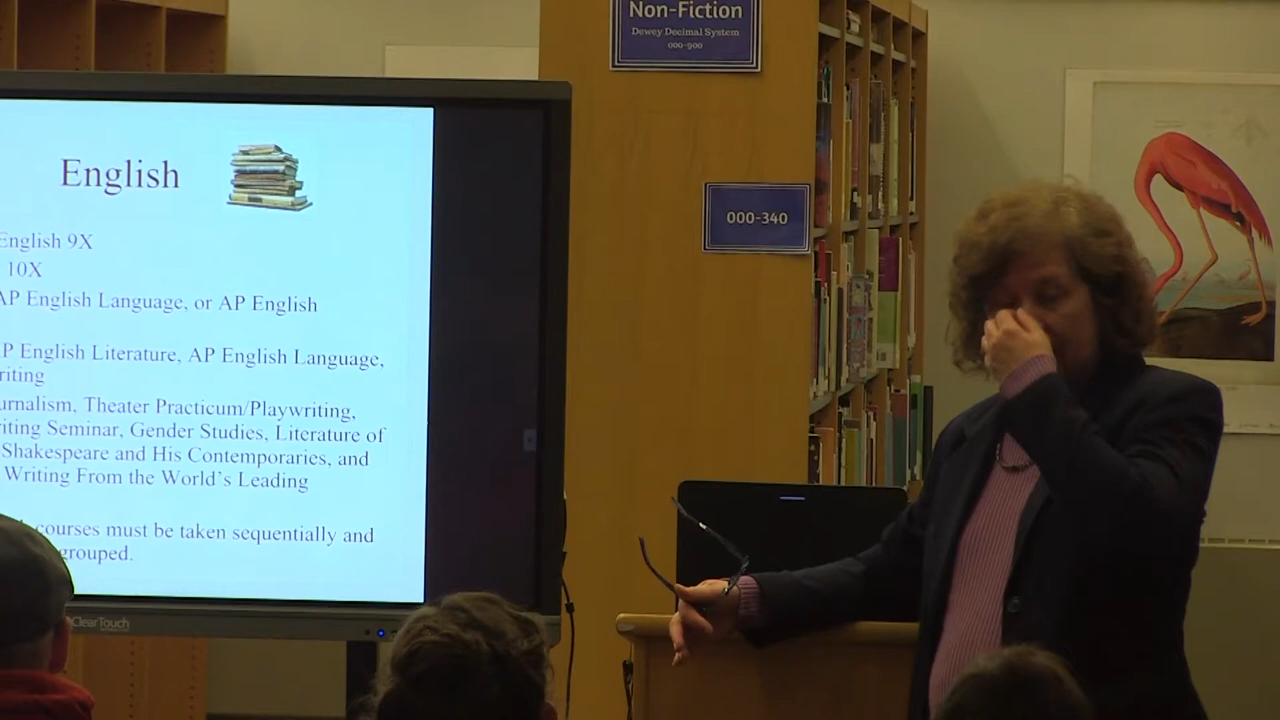 Non-Fiction
Dewey Decimal System
000-900
000-340
English
English 9X
10X
AP English Language, or AP English
P English Literature, AP English Language,
riting
urnalism, Theater Practicum/Playwriting,
riting Seminar, Gender Studies, Literature of
Shakespeare and His Contemporaries, and
Writing From the World's Leading
courses must be taken sequentially and
grouped.
ClearTouch